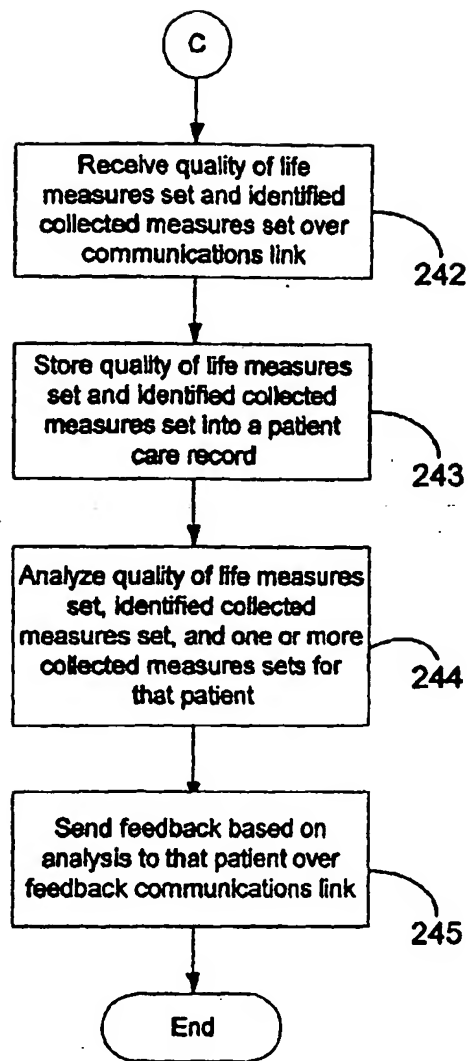 C
Receive quality of life
measures set and identified
collected measures set over
communications link
242
Store quality of life measures
set and identified collected
measures set into a patient
care record
243
Analyze quality of life measures
set, identified collected
measures set, and one or more
collected measures sets for
that patient
244
Send feedback based on
analysis to that patient over
feedback communications link
245
End